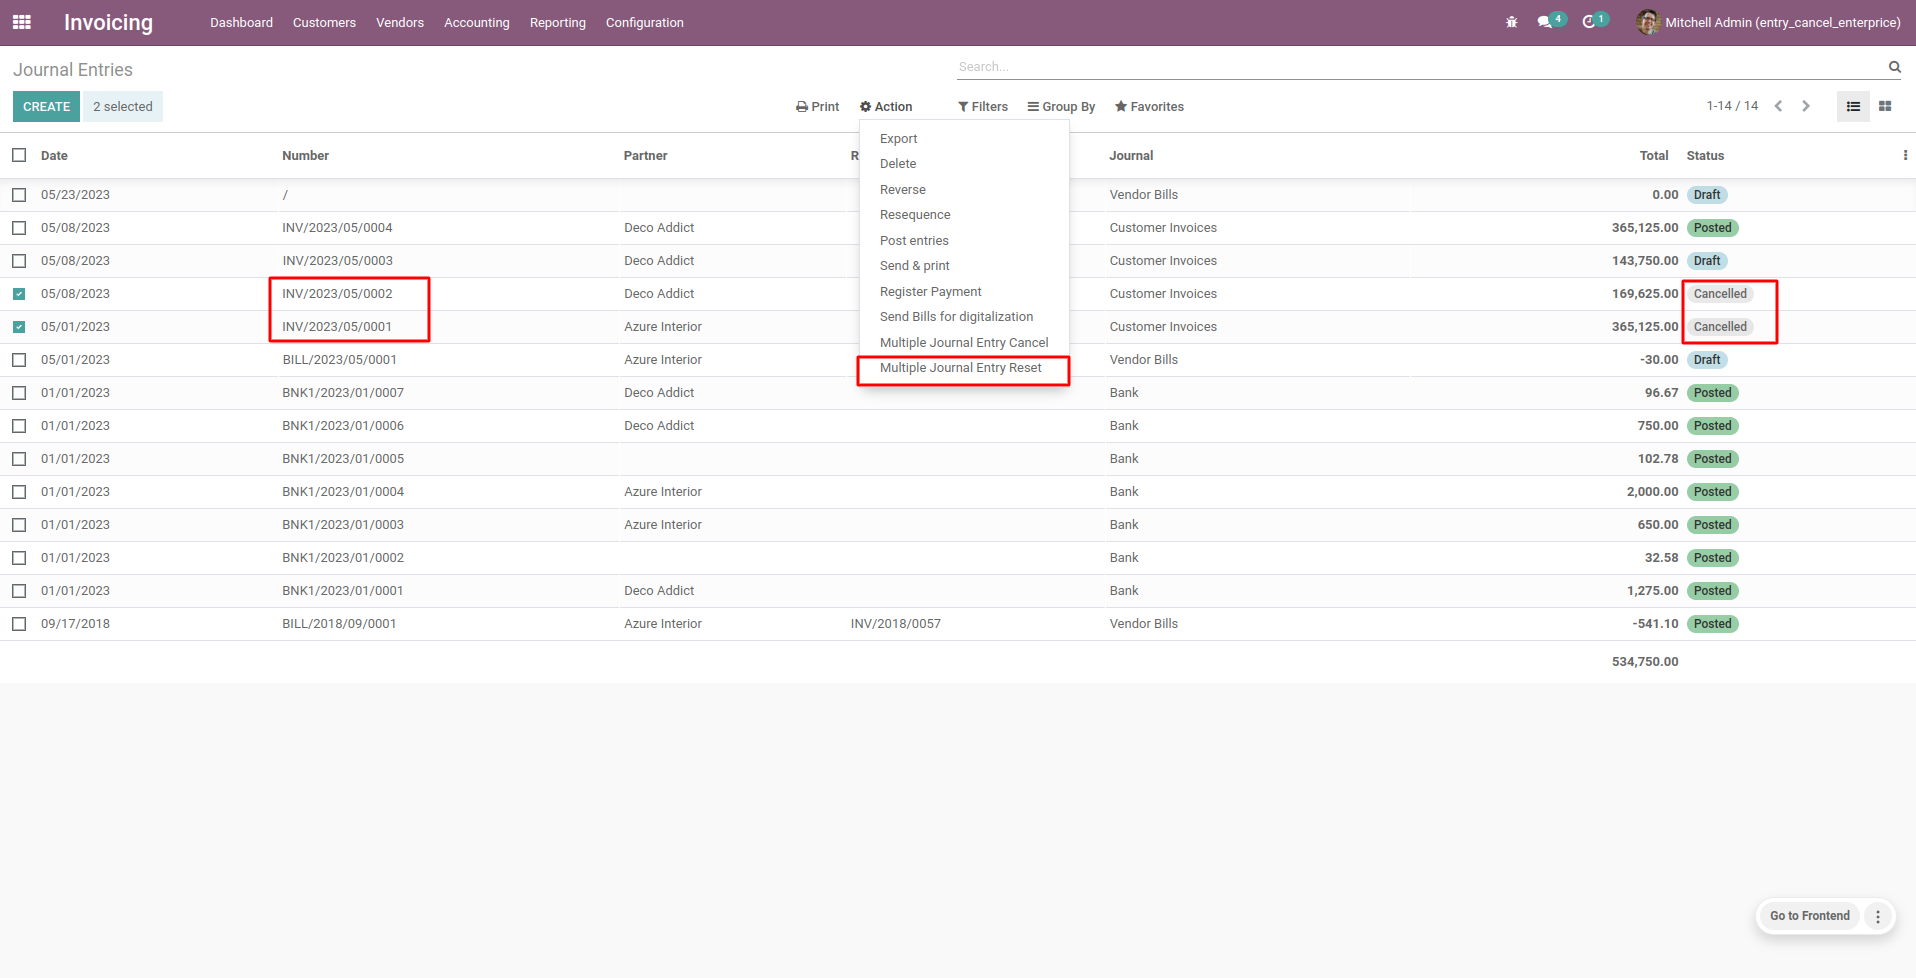 Invoicing Dashboard Customers Vendors Accounting Reporting Configuration 4 1 Mitchell Admin (entry_cancel_enterprice)
Journal Entries Search...
CREATE 2 selected Print Action Filters Group By Favorites 1-14 / 14
Export
Delete
Reverse
Resequence
Post entries
Send & print
Register Payment
Send Bills for digitalization
Multiple Journal Entry Cancel
Multiple Journal Entry Reset
Date Number Partner R Journal Total Status
05/23/2023 / Vendor Bills 0.00 Draft
05/08/2023 INV/2023/05/0004 Deco Addict Customer Invoices 365,125.00 Posted
05/08/2023 INV/2023/05/0003 Deco Addict Customer Invoices 143,750.00 Draft
05/08/2023 INV/2023/05/0002 Deco Addict Customer Invoices 169,625.00 Cancelled
05/01/2023 INV/2023/05/0001 Azure Interior Customer Invoices 365,125.00 Cancelled
05/01/2023 BILL/2023/05/0001 Azure Interior Vendor Bills -30.00 Draft
01/01/2023 BNK1/2023/01/0007 Deco Addict Bank 96.67 Posted
01/01/2023 BNK1/2023/01/0006 Deco Addict Bank 750.00 Posted
01/01/2023 BNK1/2023/01/0005 Bank 102.78 Posted
01/01/2023 BNK1/2023/01/0004 Azure Interior Bank 2,000.00 Posted
01/01/2023 BNK1/2023/01/0003 Azure Interior Bank 650.00 Posted
01/01/2023 BNK1/2023/01/0002 Bank 32.58 Posted
01/01/2023 BNK1/2023/01/0001 Deco Addict Bank 1,275.00 Posted
09/17/2018 BILL/2018/09/0001 Azure Interior INV/2018/0057 Vendor Bills -541.10 Posted
534,750.00
Go to Frontend